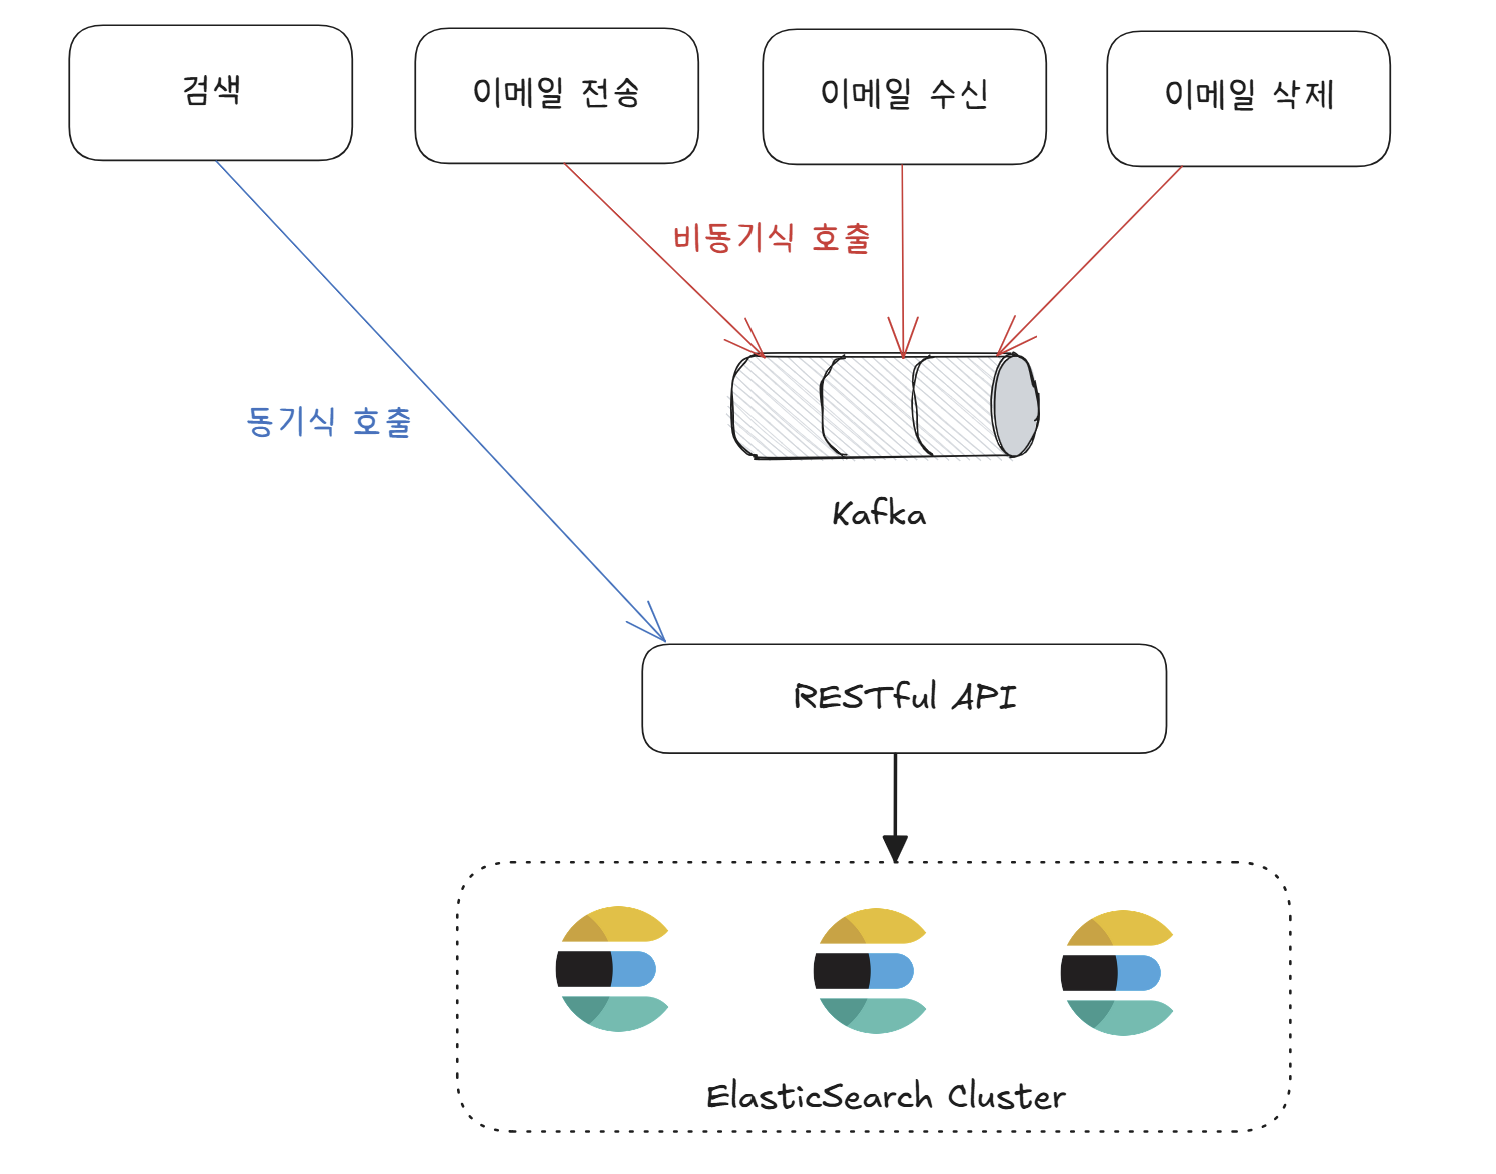 검색
이메일 전송
이메일 수신
이메일 삭제
비동기식 호출
동기식 호출
Kafka
RESTful API
ElasticSearch Cluster